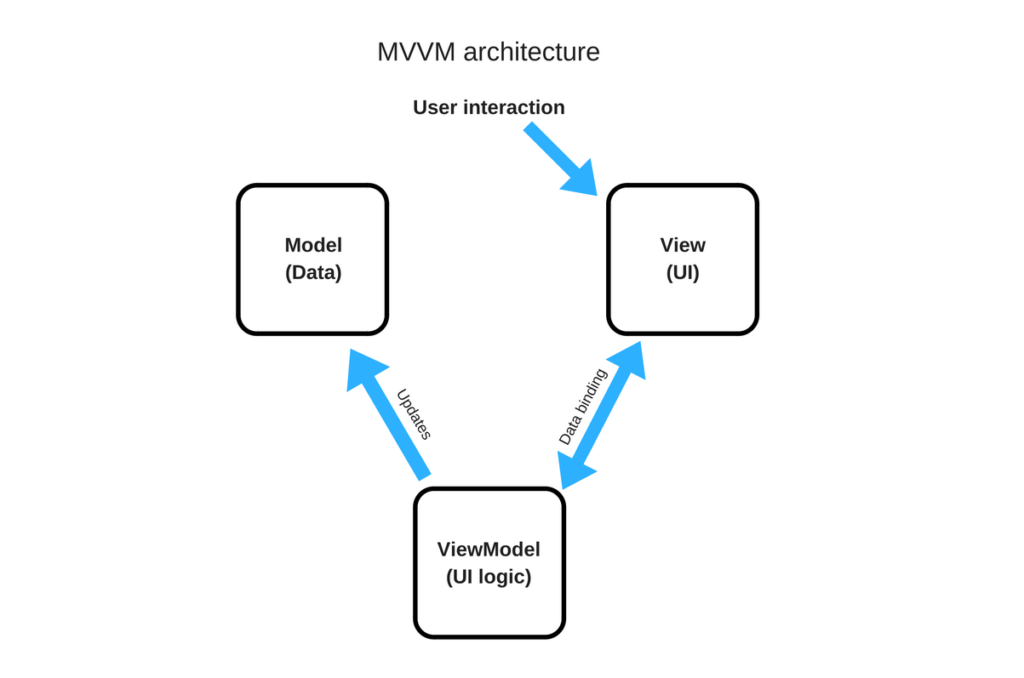 MVVM architecture
User interaction
Model
(Data)
View
(UI)
Updates
Data binding
ViewModel
(UI logic)